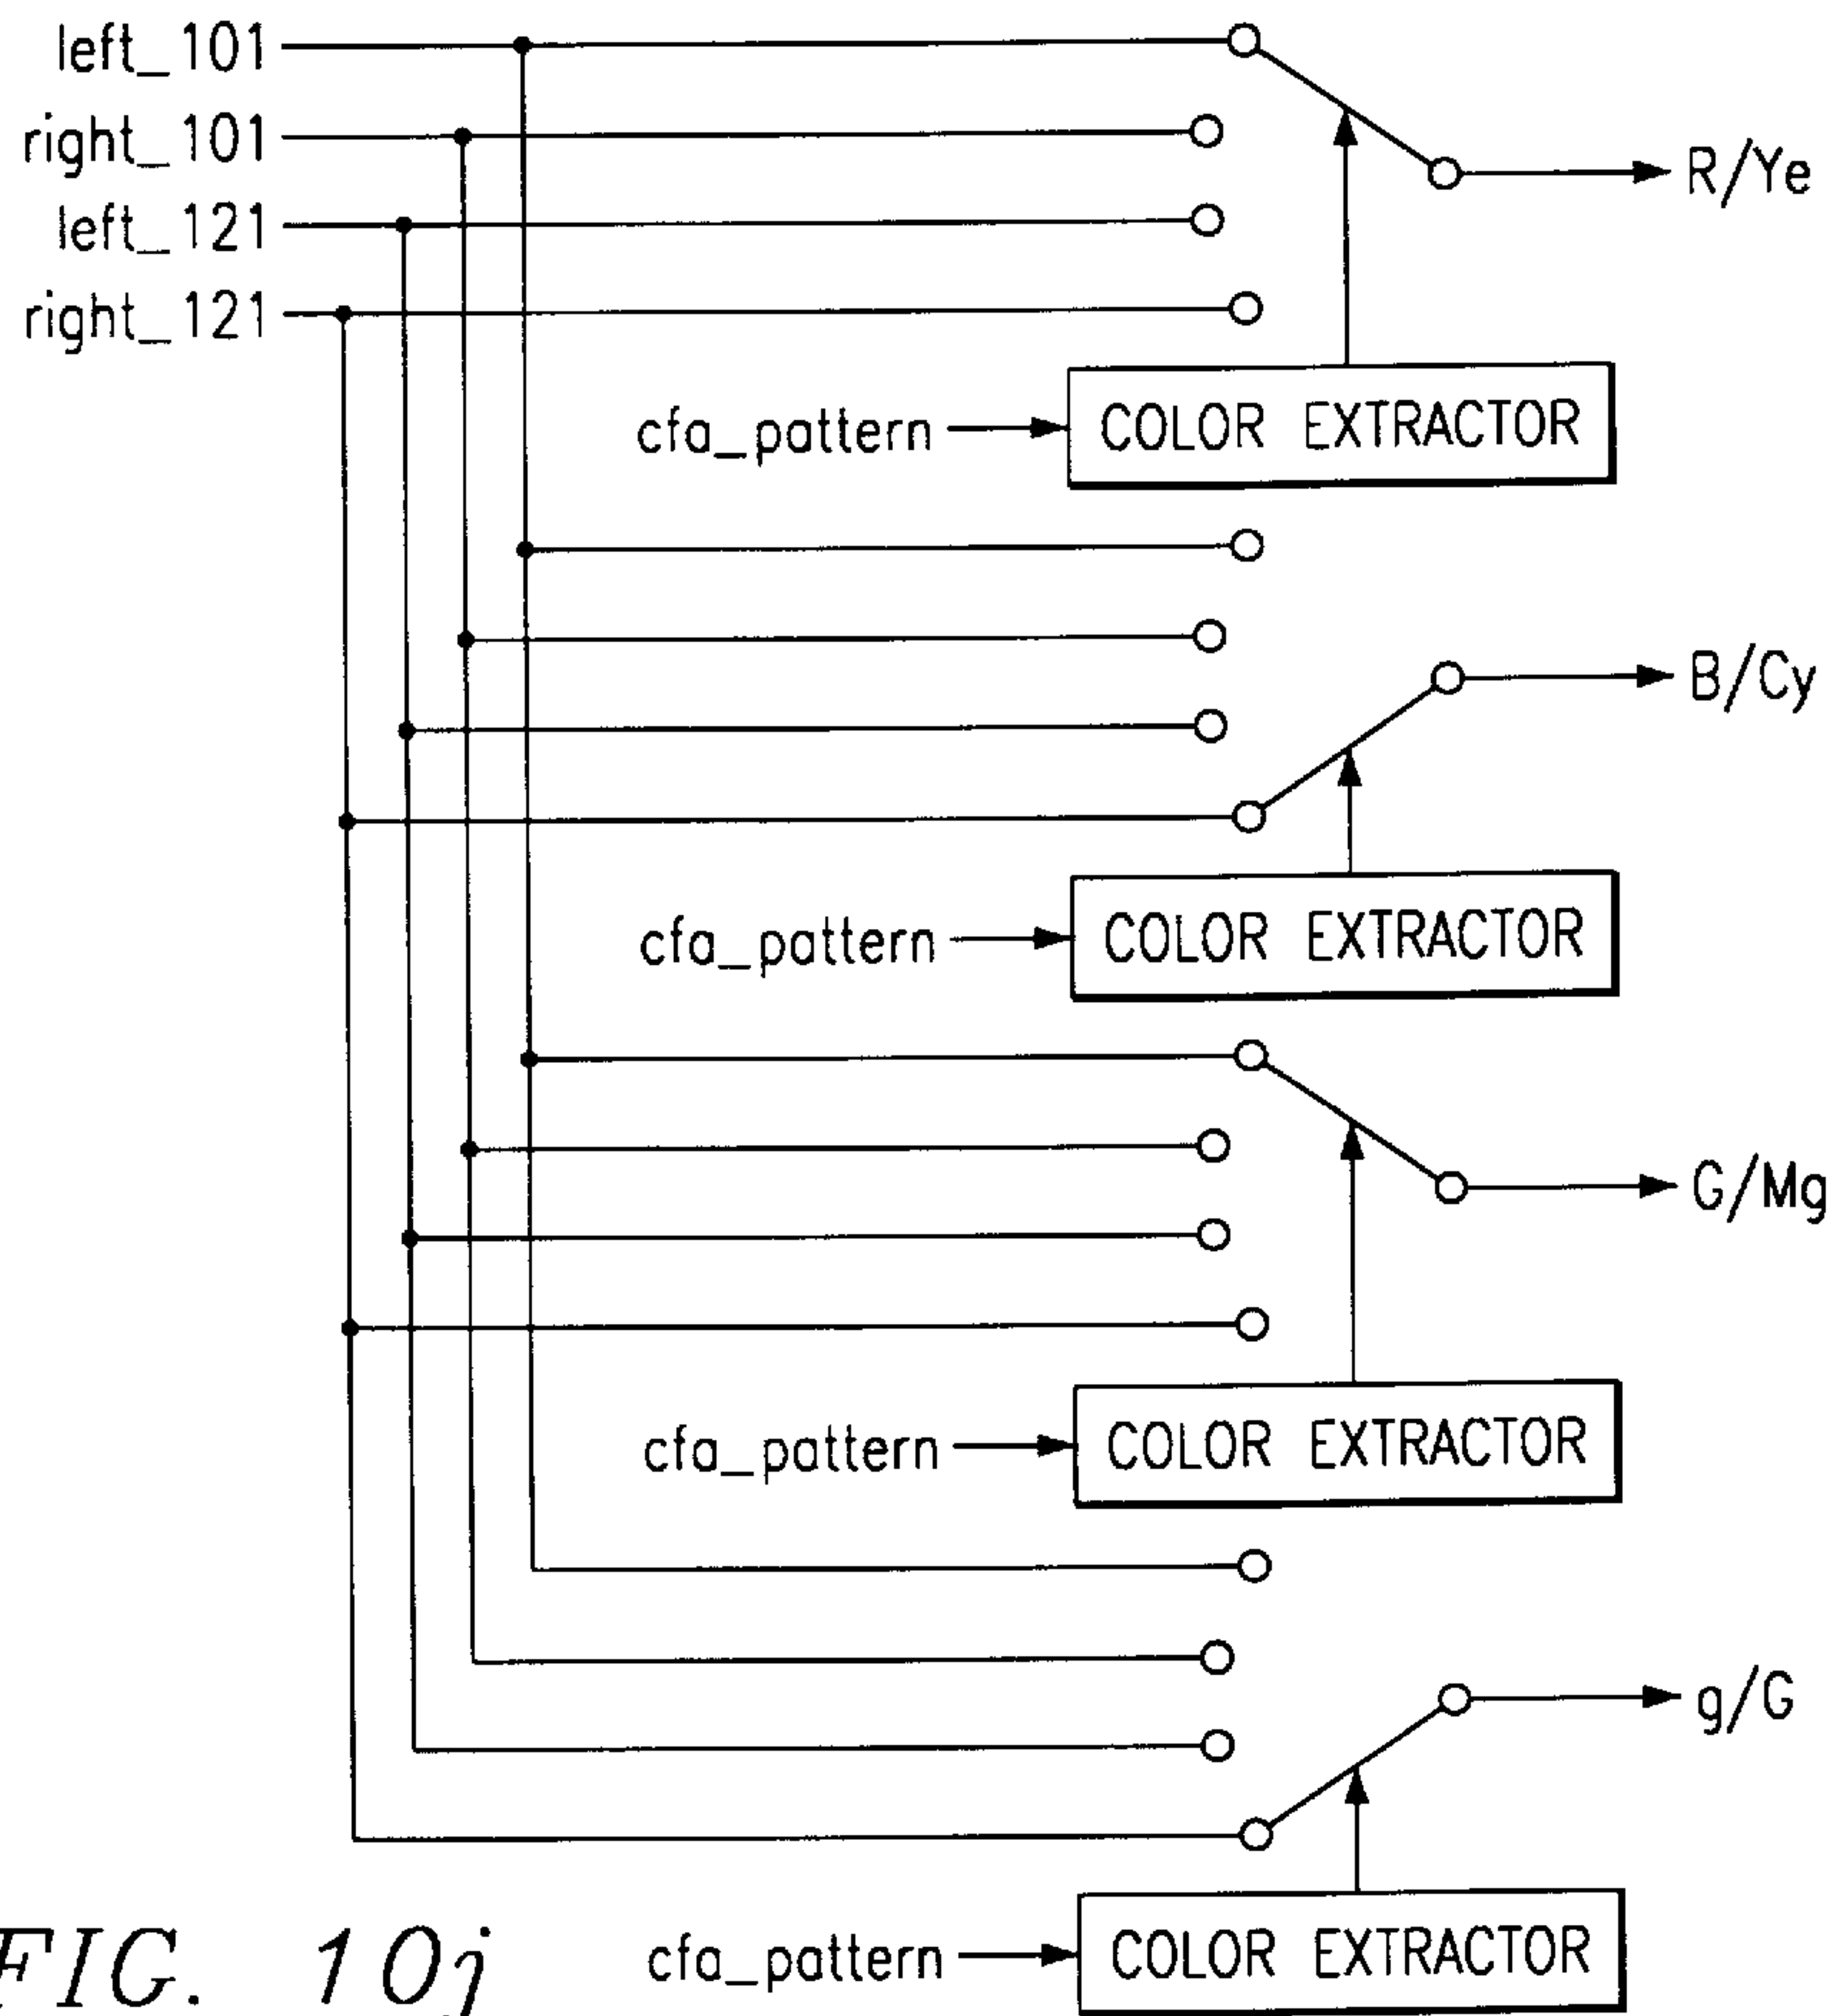 left_101
right_101
R/Ye
left_121
right_121
cfa_pattern
COLOR EXTRACTOR
B/Cy
cfa_pattern
COLOR EXTRACTOR
G/Mg
cfa_pattern
COLOR EXTRACTOR
g/G
cfa_pattern
COLOR EXTRACTOR
FIG. 10j